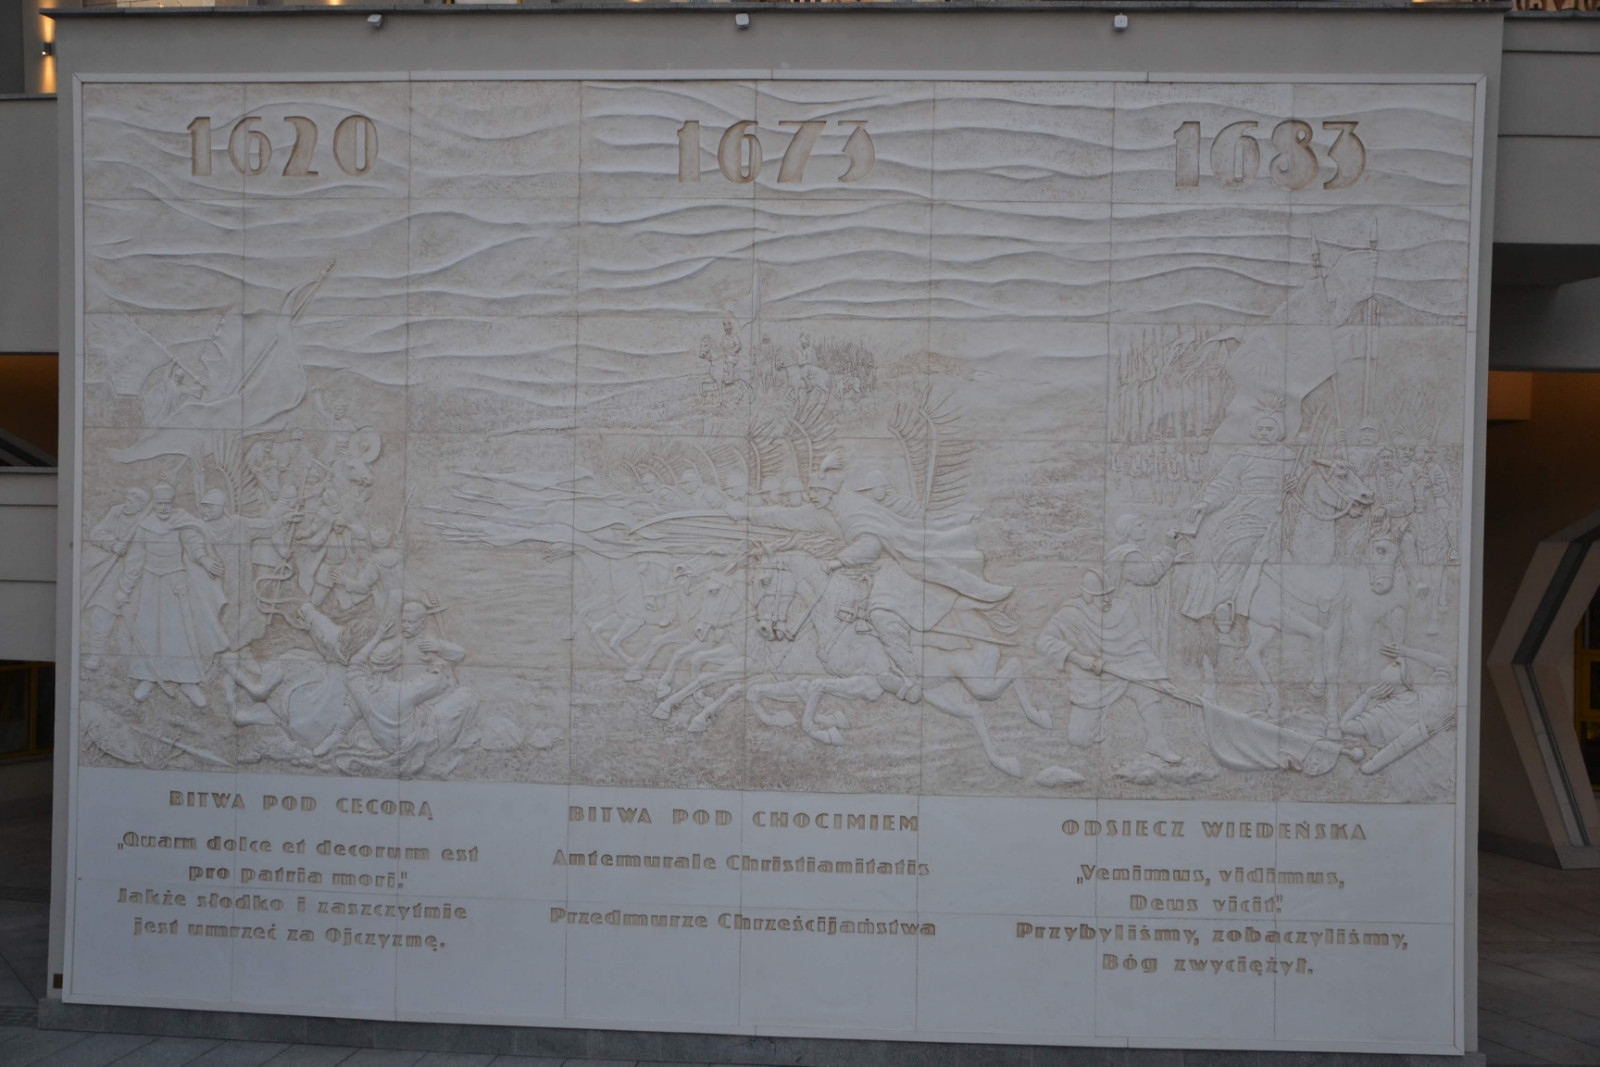 1620
BITWA POD CECORĄ
„Quam dolce et decorum est
pro patria mori."
Jakże słodko i zaszczytnie
jest umrzeć za Ojczyznę.
1673
BITWA POD CHOCIMIEM
Antemurale Christianitatis
Przedmurze Chrześcijaństwa
1683
ODSIECZ WIEDEŃSKA
„Venimus, vidimus,
Deus vicit."
Przybyliśmy, zobaczyliśmy,
Bóg zwyciężył.